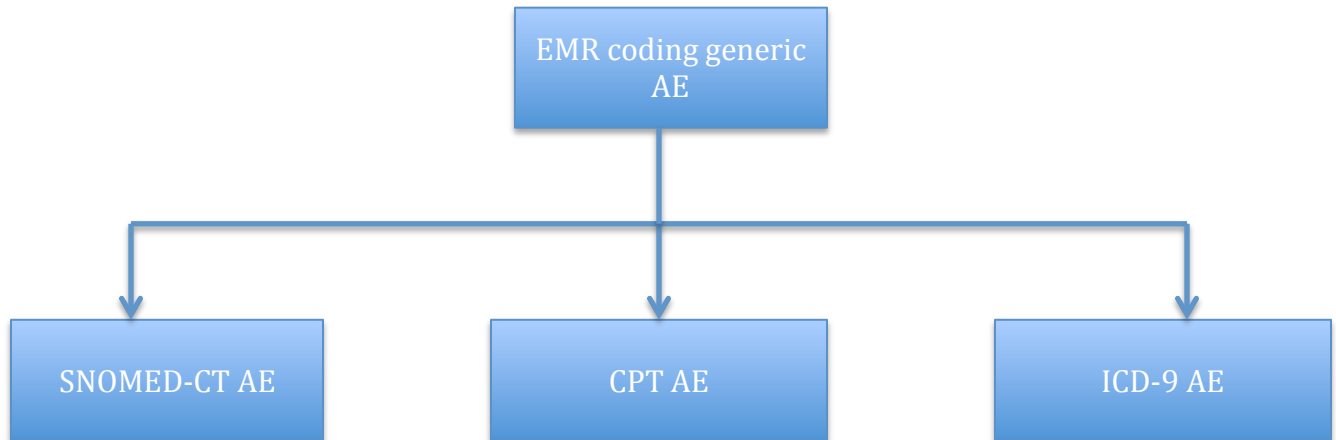 EMR coding generic
AE
SNOMED-CT AE
CPT AE
ICD-9 AE